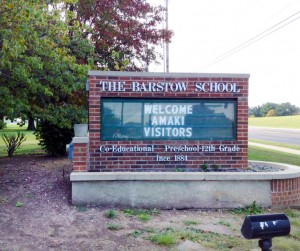 THE BARSTOW SCHOOL
WELCOME
AMAKI
VISITORS
Co-Educational Preschool-12th Grade
Since 1884